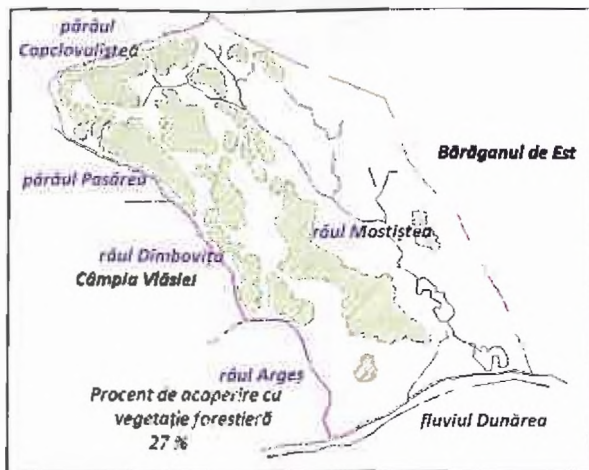 pârâul
Copciovaliștea
Bărăganul de Est
pârâul Pasărea
râul Mostiștea
râul Dîmbovița
Câmpia Vlăsiei
râul Argeș
Procent de acoperire cu
vegetație forestieră
27 %
fluviul Dunărea